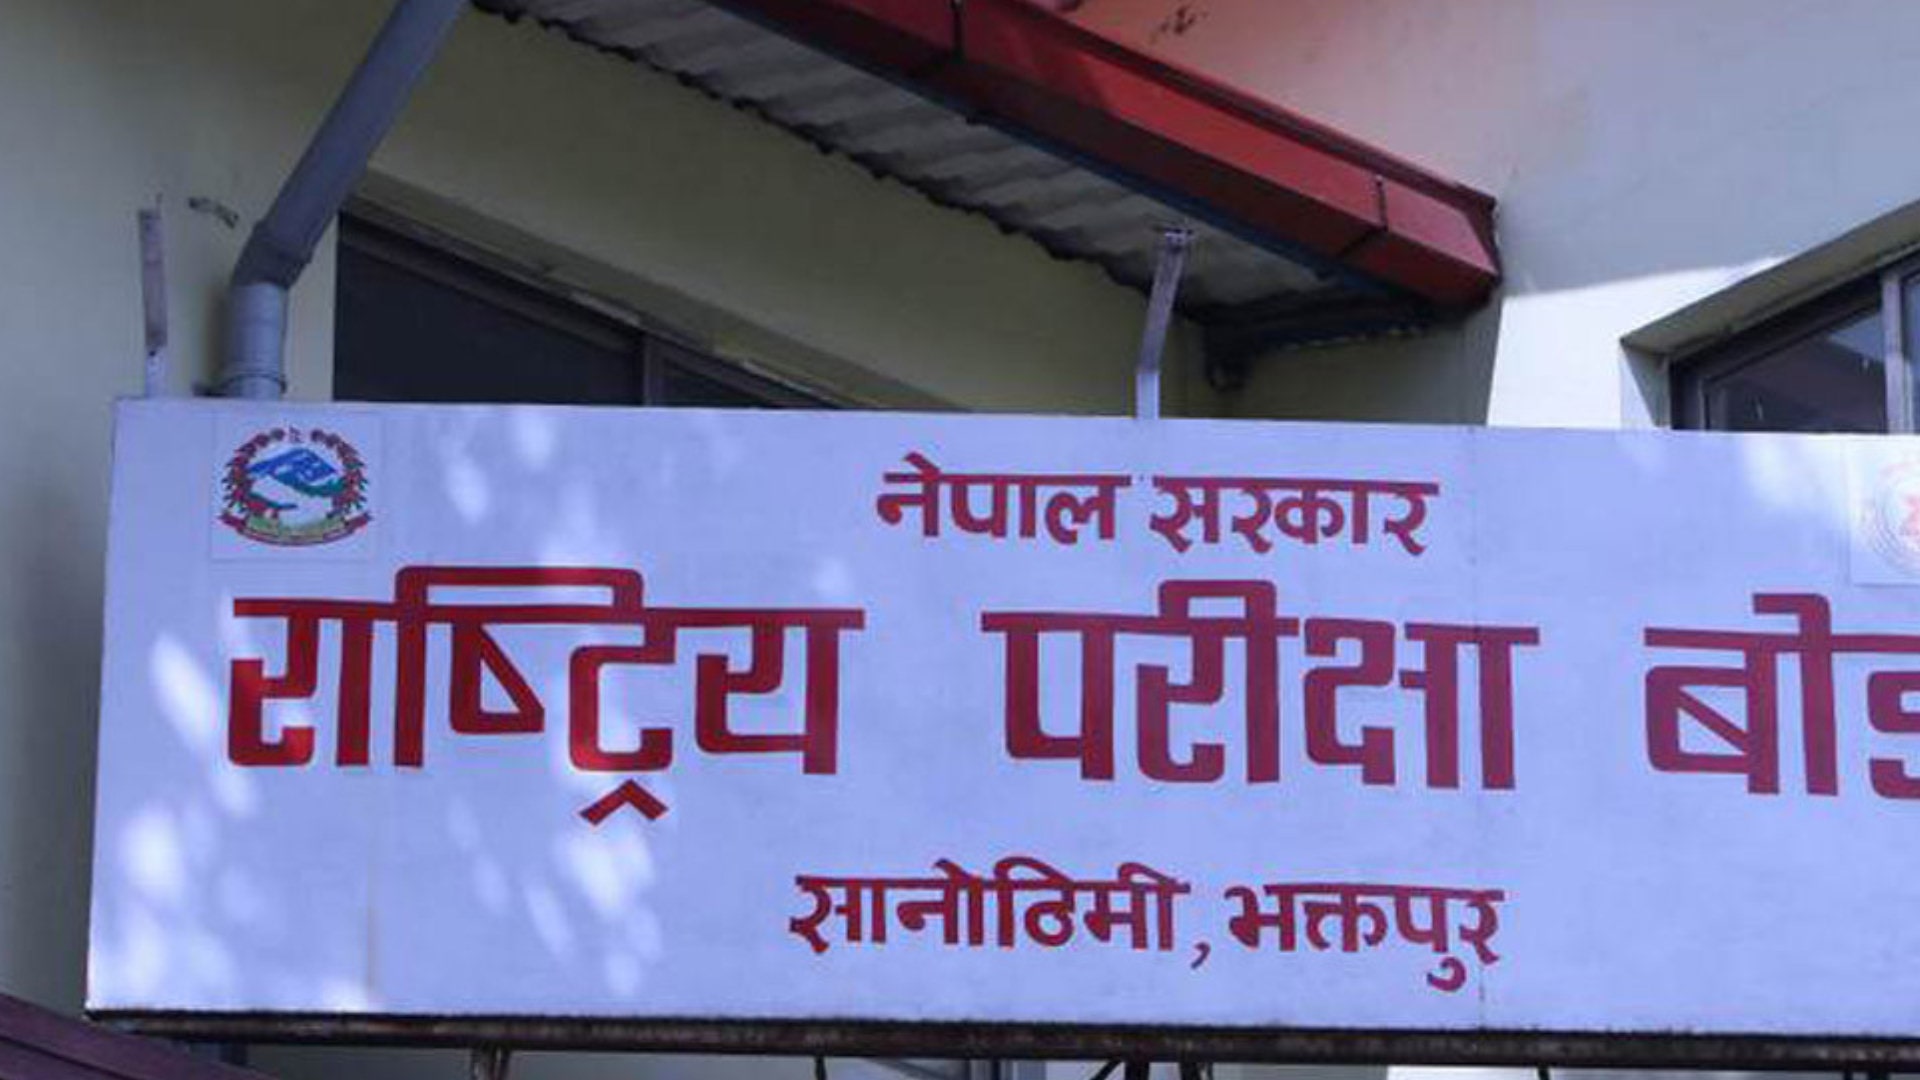 नेपाल सरकार
राष्ट्रिय परीक्षा
सानोठिमी, भक्तपुर